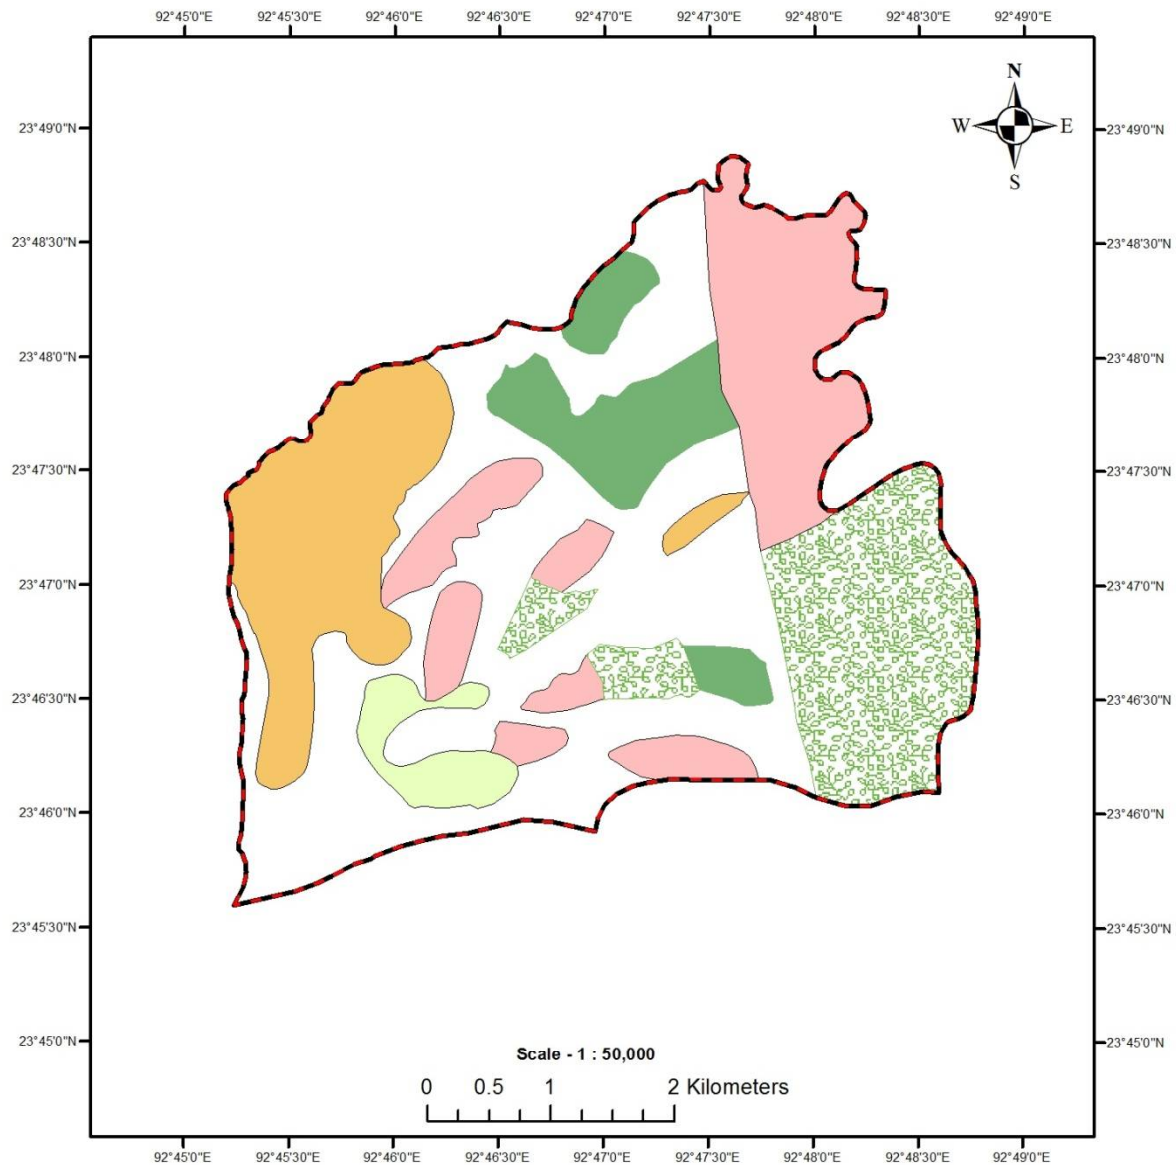 92°45'0"E 92°45'30"E 92°46'0"E 92°46'30"E 92°47'0"E 92°47'30"E 92°48'0"E 92°48'30"E 92°49'0"E
N
W E
S
23°49'0"N 23°49'0"N
23°48'30"N 23°48'30"N
23°48'0"N 23°48'0"N
23°47'30"N 23°47'30"N
23°47'0"N 23°47'0"N
23°46'30"N 23°46'30"N
23°46'0"N 23°46'0"N
23°45'30"N 23°45'30"N
23°45'0"N 23°45'0"N
Scale - 1 : 50,000
0 0.5 1 2 Kilometers
92°45'0"E 92°45'30"E 92°46'0"E 92°46'30"E 92°47'0"E 92°47'30"E 92°48'0"E 92°48'30"E 92°49'0"E